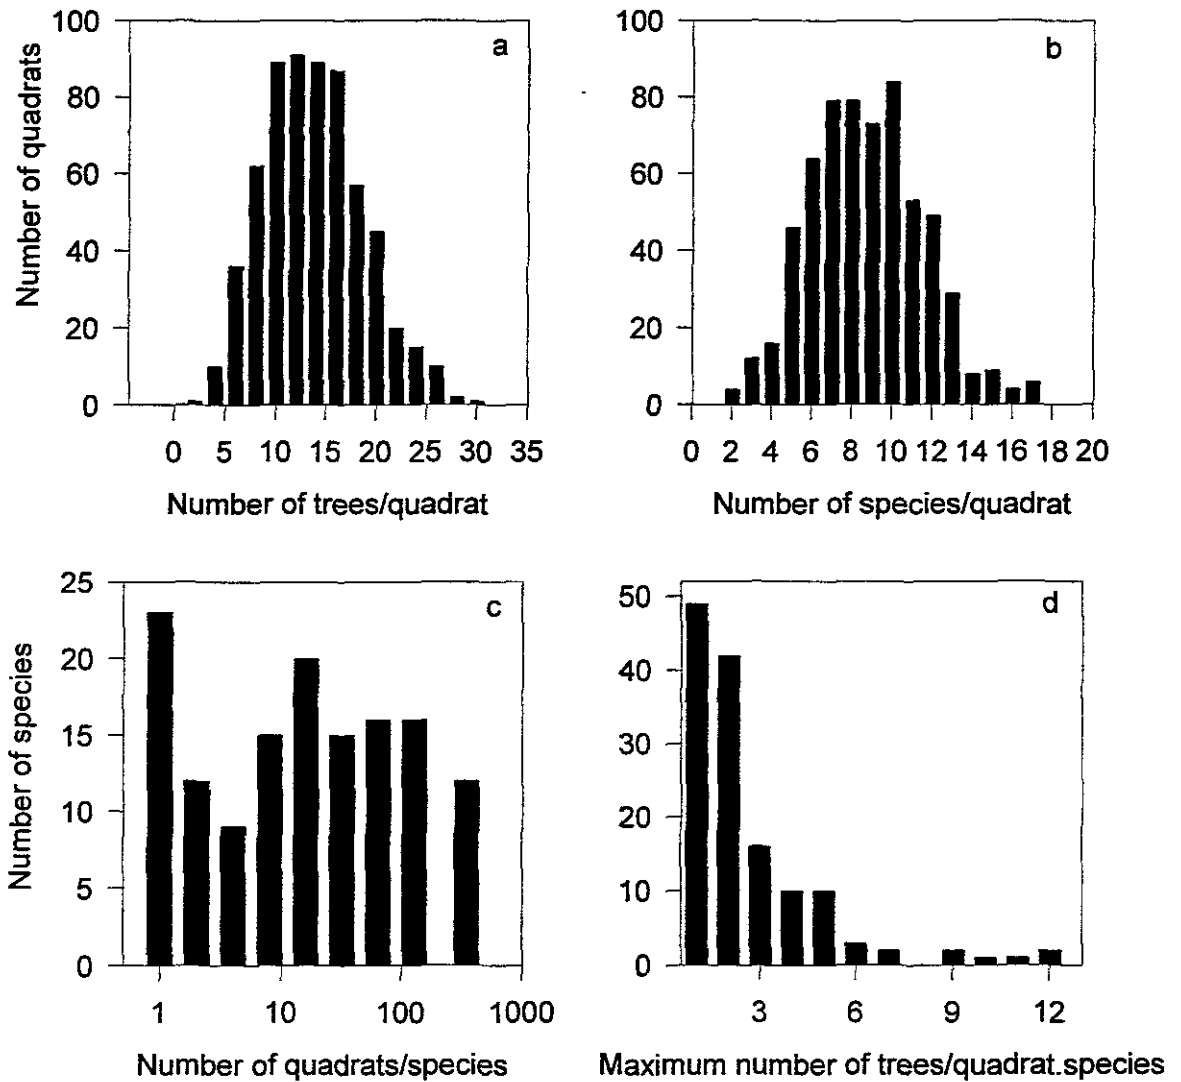 100
80
60
40
20
0
Number of quadrats
a
0 5 10 15 20 25 30 35
Number of trees/quadrat
100
80
60
40
20
0
b
0 2 4 6 8 10 12 14 16 18 20
Number of species/quadrat
25
20
15
10
5
0
Number of species
c
1 10 100 1000
Number of quadrats/species
50
40
30
20
10
0
d
3 6 9 12
Maximum number of trees/quadrat.species